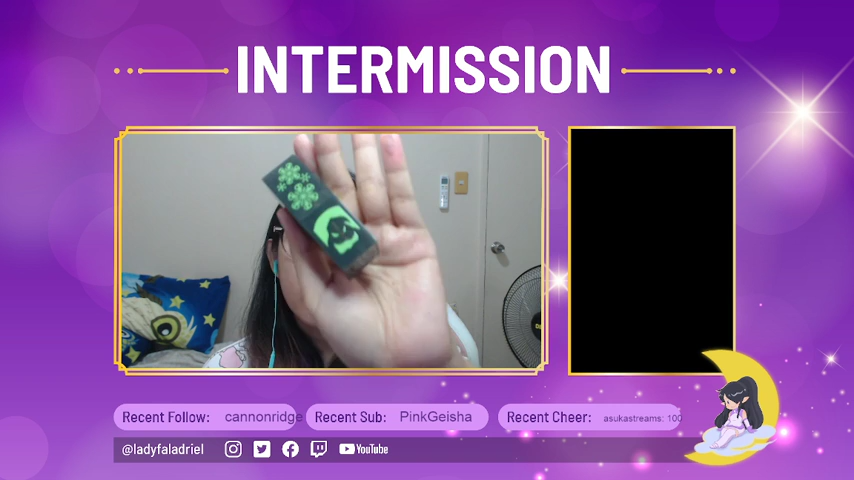 INTERMISSION
Recent Follow: cannonridge Recent Sub: PinkGeisha Recent Cheer: asukastreams: 100
@ladyfaladriel YouTube